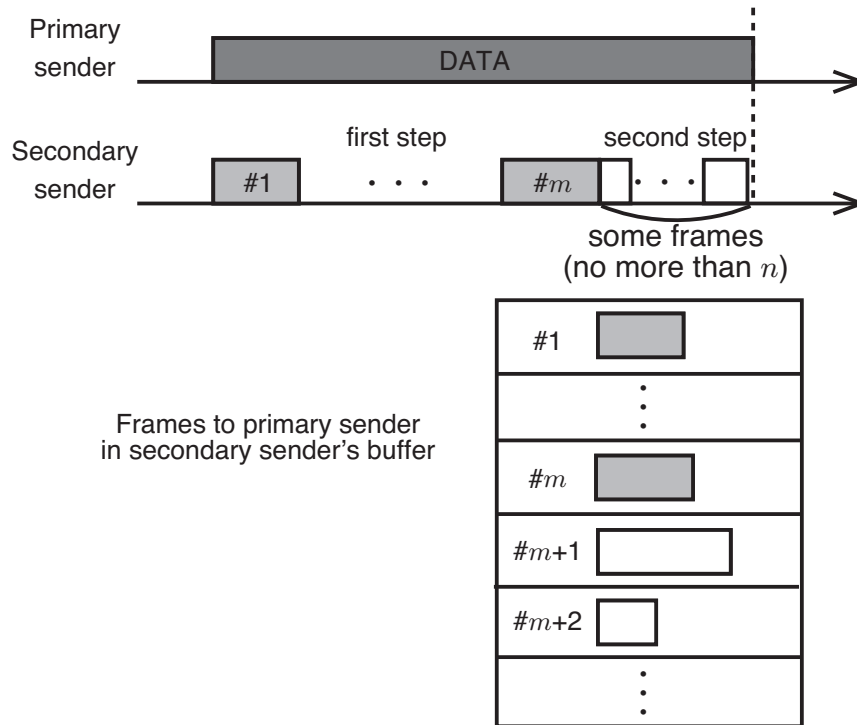 Primary
sender
DATA
Secondary
sender
first step
second step
#1
· · ·
#m
· · ·
some frames
(no more than n)
Frames to primary sender
in secondary sender's buffer
#1
#m
#m+1
#m+2